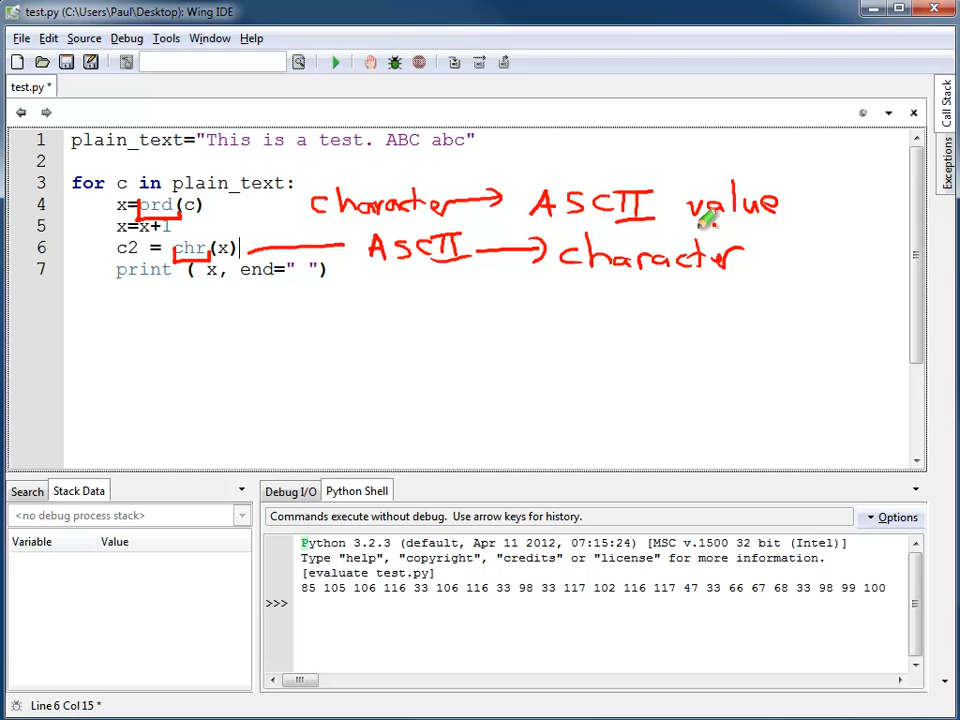 test.py (C:\Users\Paul\Desktop): Wing IDE
File Edit Source Debug Tools Window Help
test.py *
Call Stack
Exceptions
1 plain_text="This is a test. ABC abc"
2
3 for c in plain_text:
4 x=ord(c) character → ASCII value
5 x=x+1
6 c2 = chr(x) ASCII → character
7 print ( x, end=" ")
Search Stack Data
Debug I/O Python Shell
<no debug process stack>
Commands execute without debug. Use arrow keys for history. Options
Variable Value
Python 3.2.3 (default, Apr 11 2012, 07:15:24) [MSC v.1500 32 bit (Intel)]
Type "help", "copyright", "credits" or "license" for more information.
[evaluate test.py]
85 105 106 116 33 106 116 33 98 33 117 102 116 117 47 33 66 67 68 33 98 99 100
>>>
Line 6 Col 15 *